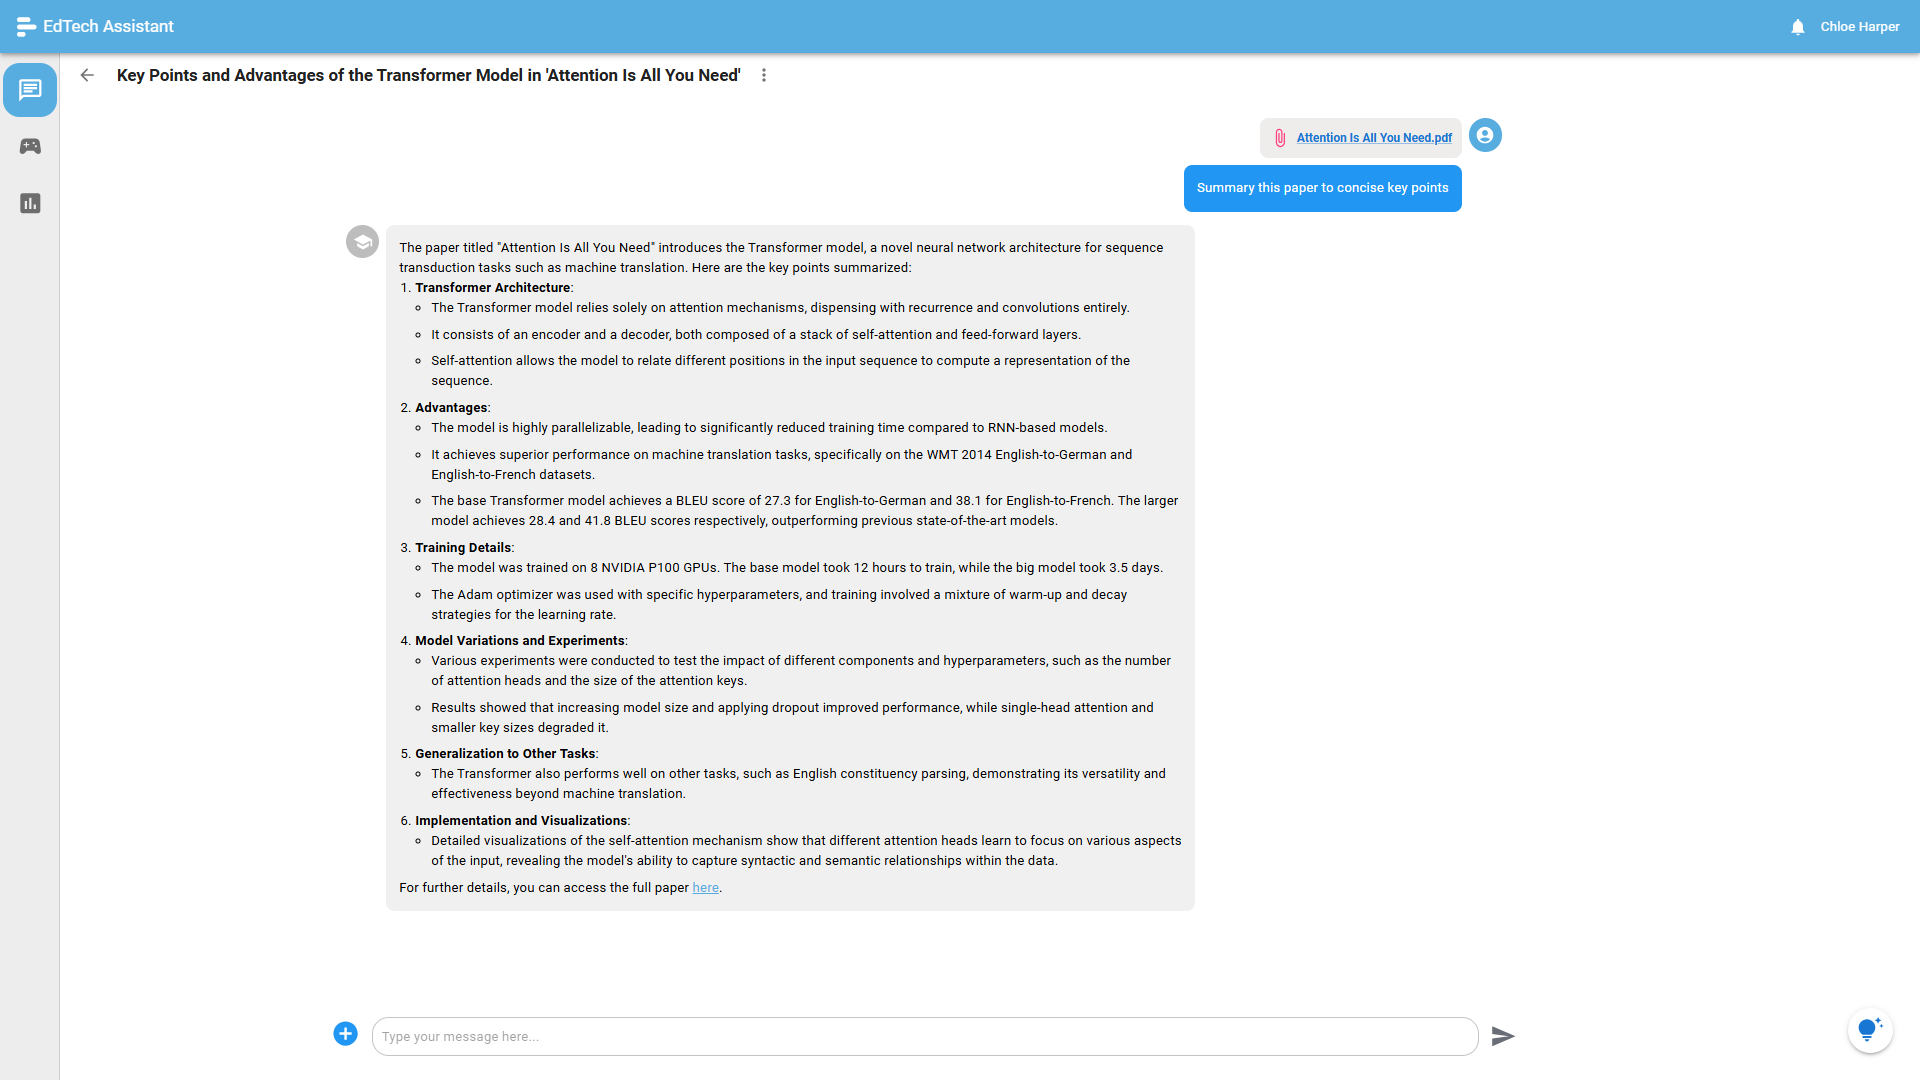 EdTech Assistant
Chloe Harper
Key Points and Advantages of the Transformer Model in 'Attention Is All You Need'
Attention Is All You Need.pdf
Summary this paper to concise key points
The paper titled "Attention Is All You Need" introduces the Transformer model, a novel neural network architecture for sequence
transduction tasks such as machine translation. Here are the key points summarized:
1. Transformer Architecture:
The Transformer model relies solely on attention mechanisms, dispensing with recurrence and convolutions entirely.
It consists of an encoder and a decoder, both composed of a stack of self-attention and feed-forward layers.
Self-attention allows the model to relate different positions in the input sequence to compute a representation of the
sequence.
2. Advantages:
The model is highly parallelizable, leading to significantly reduced training time compared to RNN-based models.
It achieves superior performance on machine translation tasks, specifically on the WMT 2014 English-to-German and
English-to-French datasets.
The base Transformer model achieves a BLEU score of 27.3 for English-to-German and 38.1 for English-to-French. The larger
model achieves 28.4 and 41.8 BLEU scores respectively, outperforming previous state-of-the-art models.
3. Training Details:
The model was trained on 8 NVIDIA P100 GPUs. The base model took 12 hours to train, while the big model took 3.5 days.
The Adam optimizer was used with specific hyperparameters, and training involved a mixture of warm-up and decay
strategies for the learning rate.
4. Model Variations and Experiments:
Various experiments were conducted to test the impact of different components and hyperparameters, such as the number
of attention heads and the size of the attention keys.
Results showed that increasing model size and applying dropout improved performance, while single-head attention and
smaller key sizes degraded it.
5. Generalization to Other Tasks:
The Transformer also performs well on other tasks, such as English constituency parsing, demonstrating its versatility and
effectiveness beyond machine translation.
6. Implementation and Visualizations:
Detailed visualizations of the self-attention mechanism show that different attention heads learn to focus on various aspects
of the input, revealing the model's ability to capture syntactic and semantic relationships within the data.
For further details, you can access the full paper here.
Type your message here...